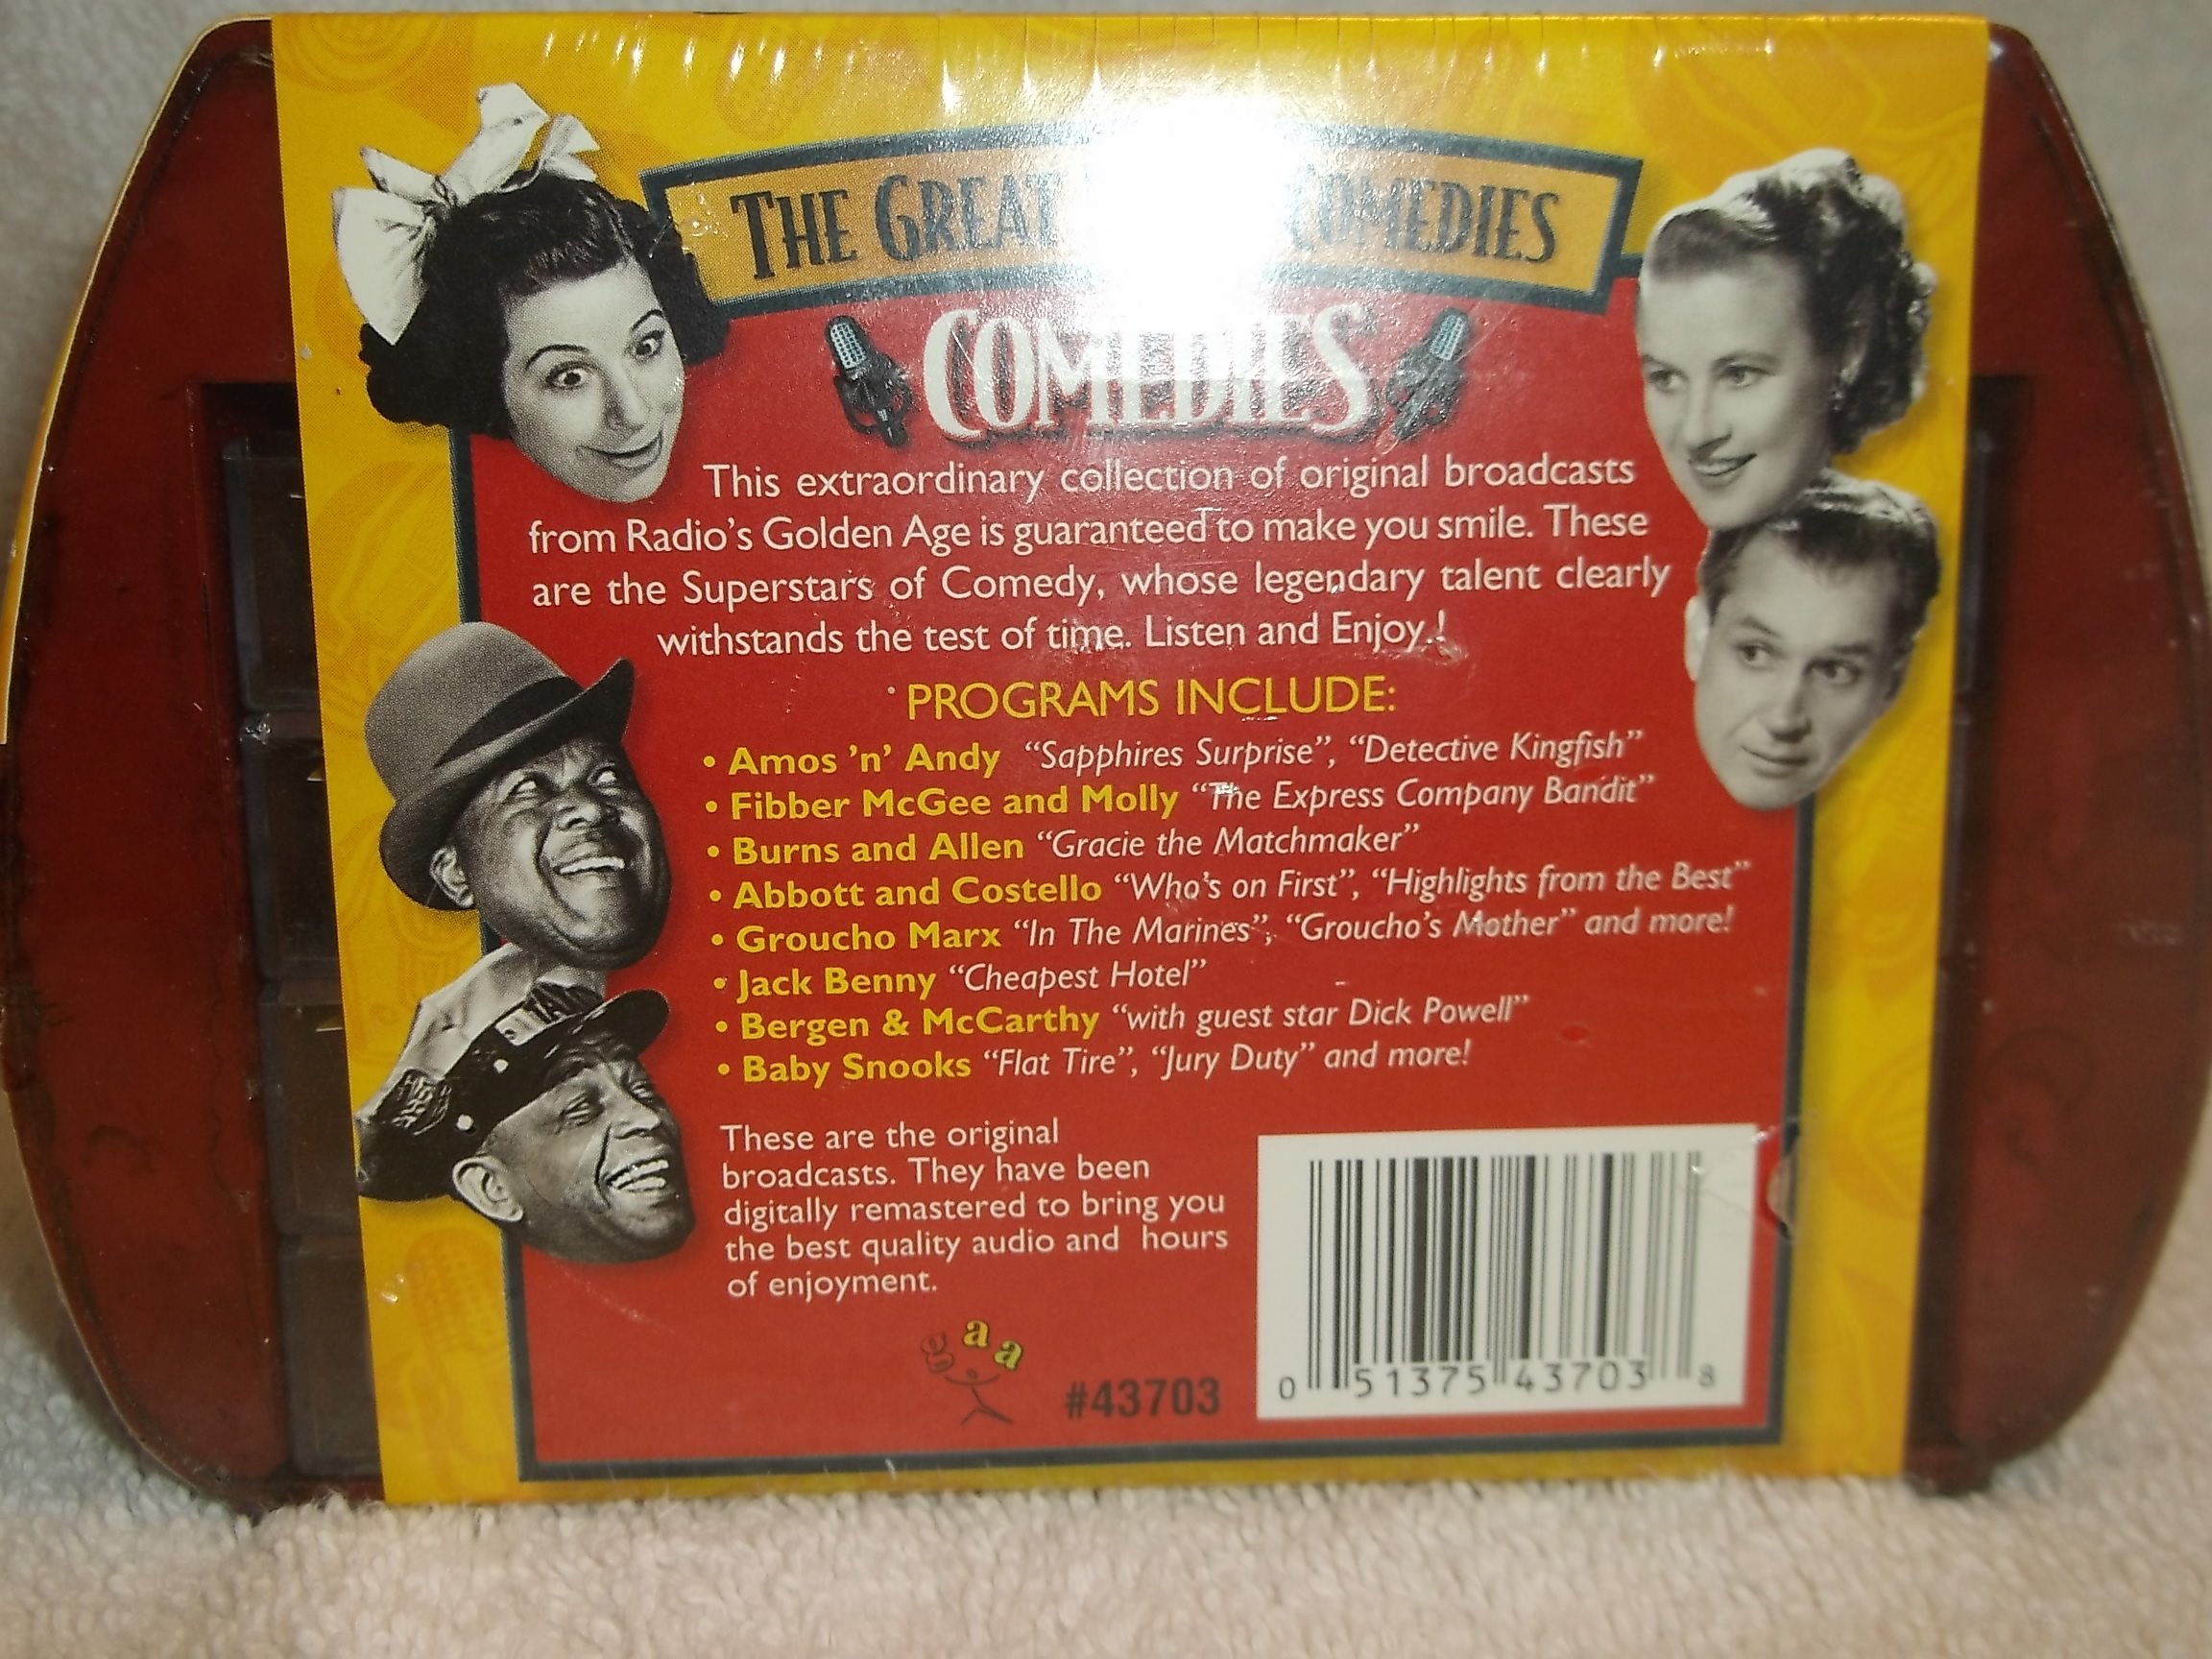 THE GREAT COMEDIES
COMEDIES
This extraordinary collection of original broadcasts
from Radio's Golden Age is guaranteed to make you smile. These
are the Superstars of Comedy, whose legendary talent clearly
withstands the test of time. Listen and Enjoy.!
PROGRAMS INCLUDE:
• Amos 'n' Andy “Sapphires Surprise”, “Detective Kingfish”
• Fibber McGee and Molly “The Express Company Bandit”
• Burns and Allen “Gracie the Matchmaker”
• Abbott and Costello “Who's on First”, “Highlights from the Best”
• Groucho Marx “In The Marines”, “Groucho's Mother” and more!
• Jack Benny “Cheapest Hotel”
• Bergen & McCarthy “with guest star Dick Powell”
• Baby Snooks “Flat Tire”, “Jury Duty” and more!
These are the original
broadcasts. They have been
digitally remastered to bring you
the best quality audio and hours
of enjoyment.
a a
#43703
0 51375 43703 8